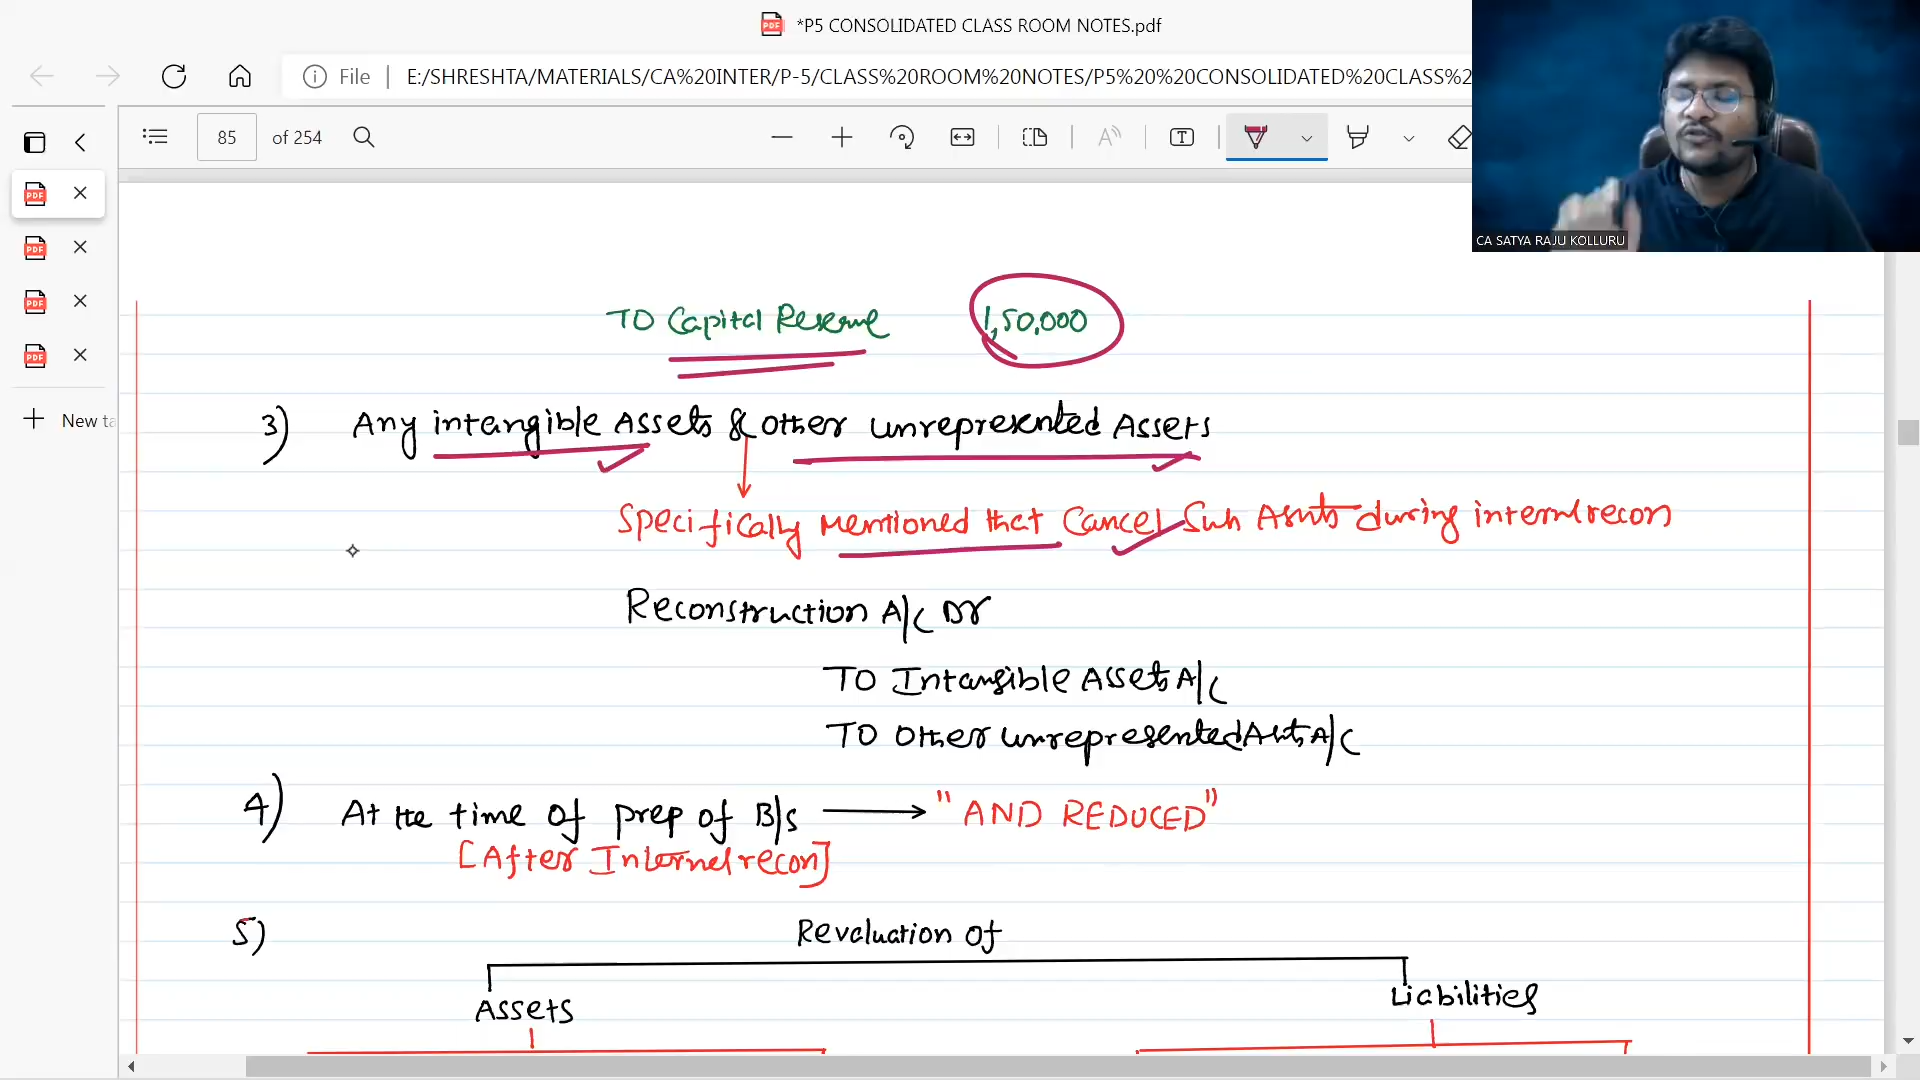 *P5 CONSOLIDATED CLASS ROOM NOTES.pdf
File E:/SHRESHTA/MATERIALS/CA%20INTER/P-5/CLASS%20ROOM%20NOTES/P5%20%20CONSOLIDATED%20CLASS%2
85 of 254
New ta
CA SATYA RAJU KOLLURU
TO Capital Reserve 1,50,000
3) Any intangible Assets & other unrepresented Assets
Specifically mentioned that Cancel Such Assets during internal recon
Reconstruction A/C Dr
TO Intangible Assets A/C
TO Other unrepresented Assets A/C
4) At the time of prep of B/s → "AND REDUCED"
[After Internal recon]
5) Revaluation of
Assets Liabilities